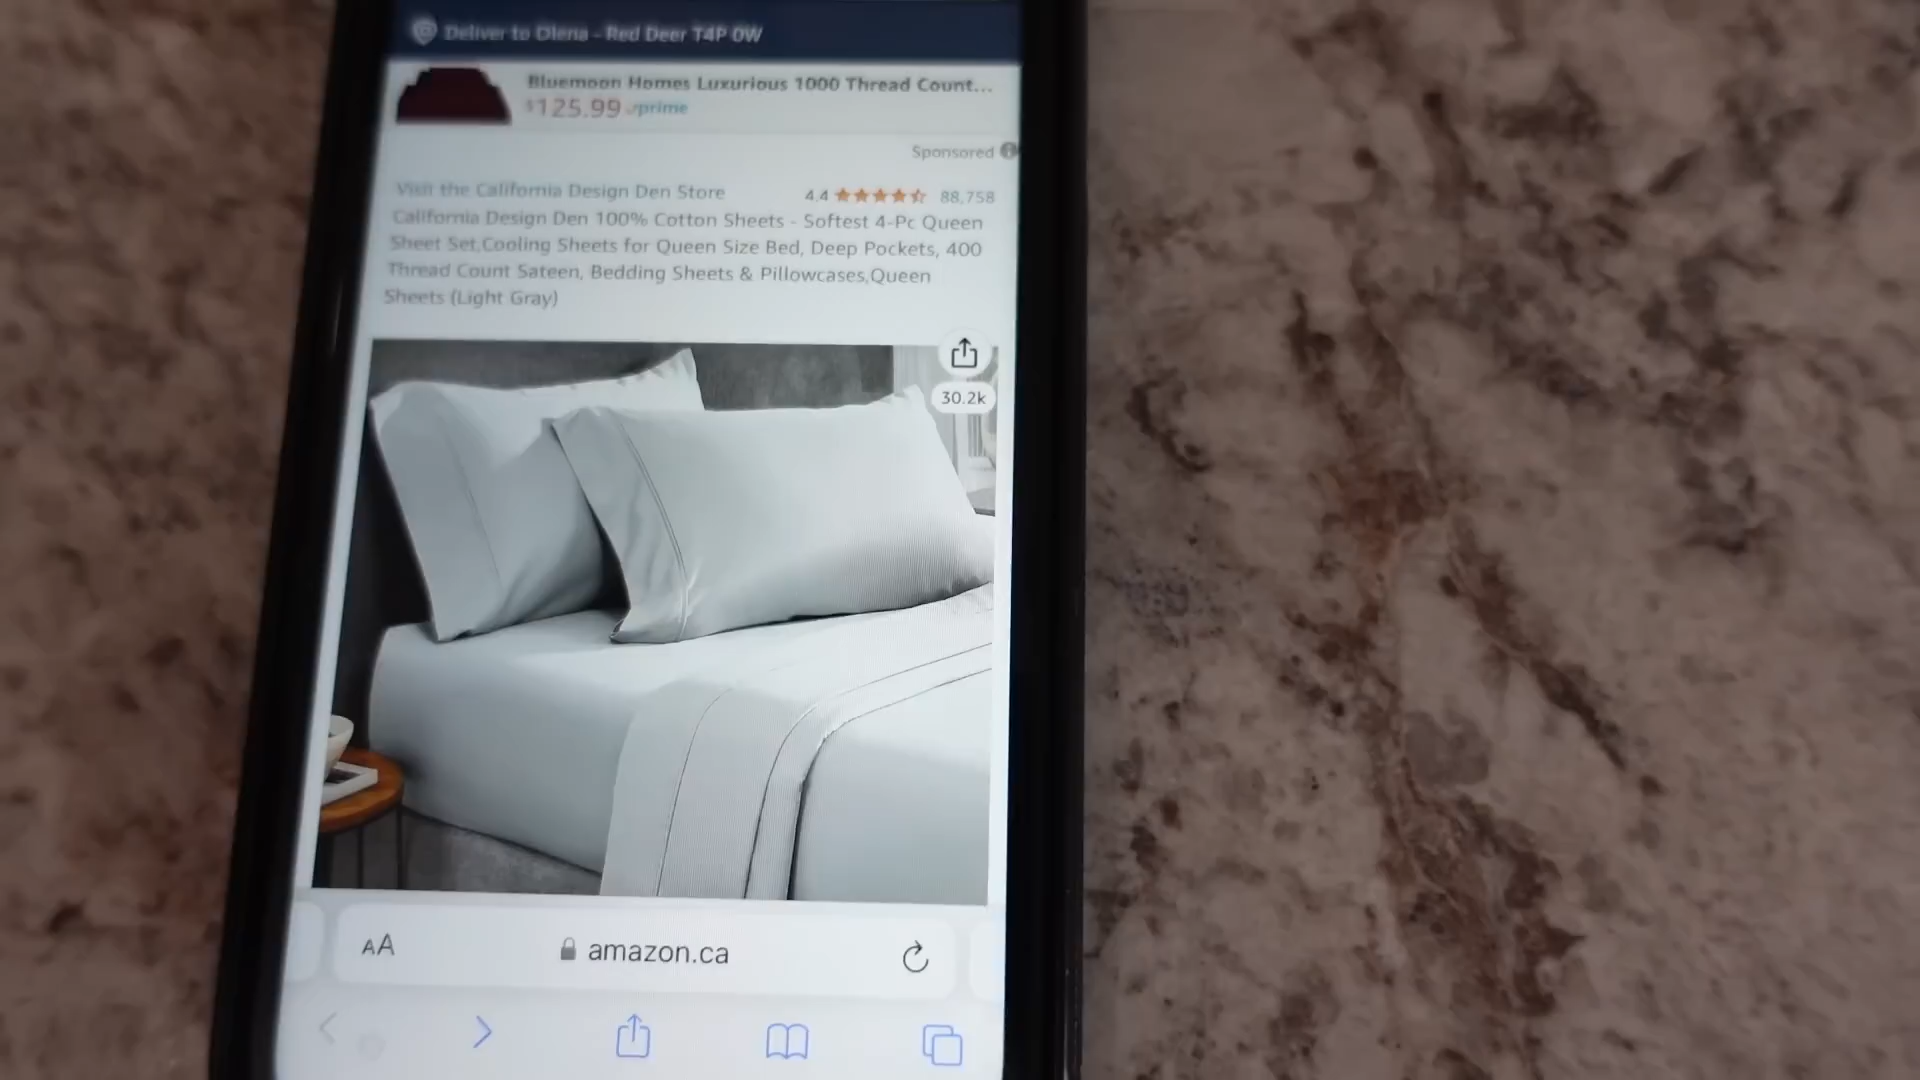 Deliver to Olena - Red Deer T4P 0W
Bluemoon Homes Luxurious 1000 Thread Count...
$125.99 prime
Sponsored
Visit the California Design Den Store
4.4 88,758
California Design Den 100% Cotton Sheets - Softest 4-Pc Queen
Sheet Set,Cooling Sheets for Queen Size Bed, Deep Pockets, 400
Thread Count Sateen, Bedding Sheets & Pillowcases,Queen
Sheets (Light Gray)
30.2k
AA amazon.ca